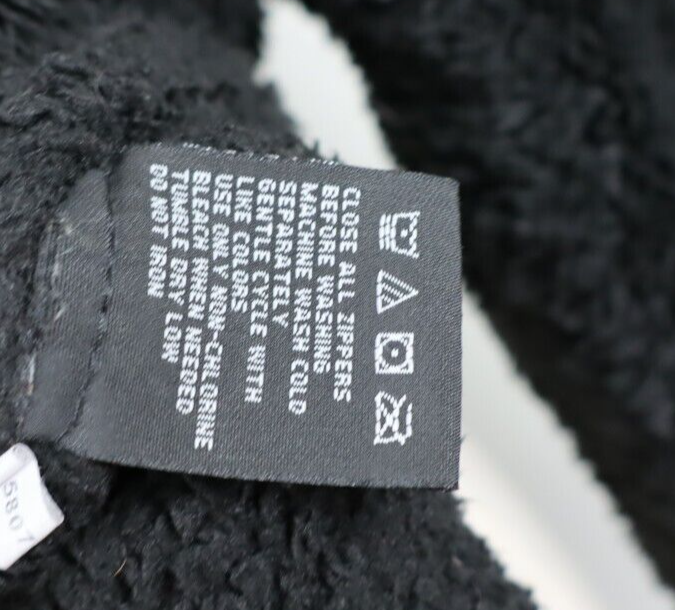 CLOSE ALL ZIPPERS
BEFORE WASHING
MACHINE WASH COLD
SEPARATELY
GENTLE CYCLE WITH
LIKE COLORS
USE ONLY NON-CHLORINE
BLEACH WHEN NEEDED
TUMBLE DRY LOW
DO NOT IRON
5807